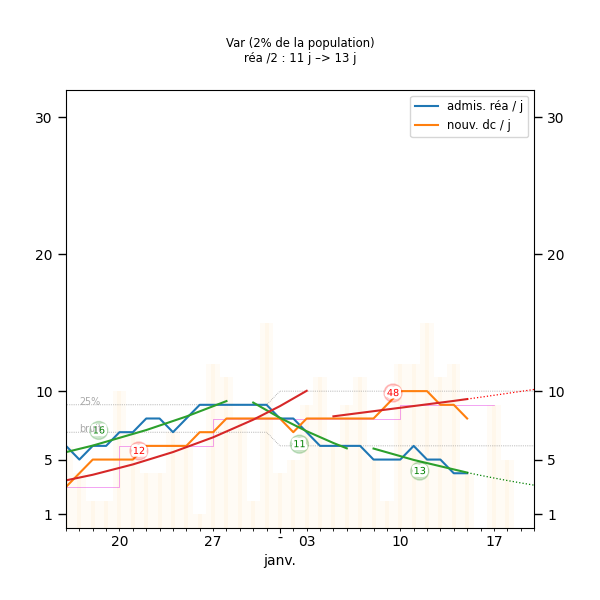 Var (2% de la population)
réa /2 : 11 j –> 13 j
admis. réa / j
nouv. dc / j
30 30
20 20
10 10
5 5
1 1
25%
16
12
11
48
13
20 27 - 03 10 17
janv.